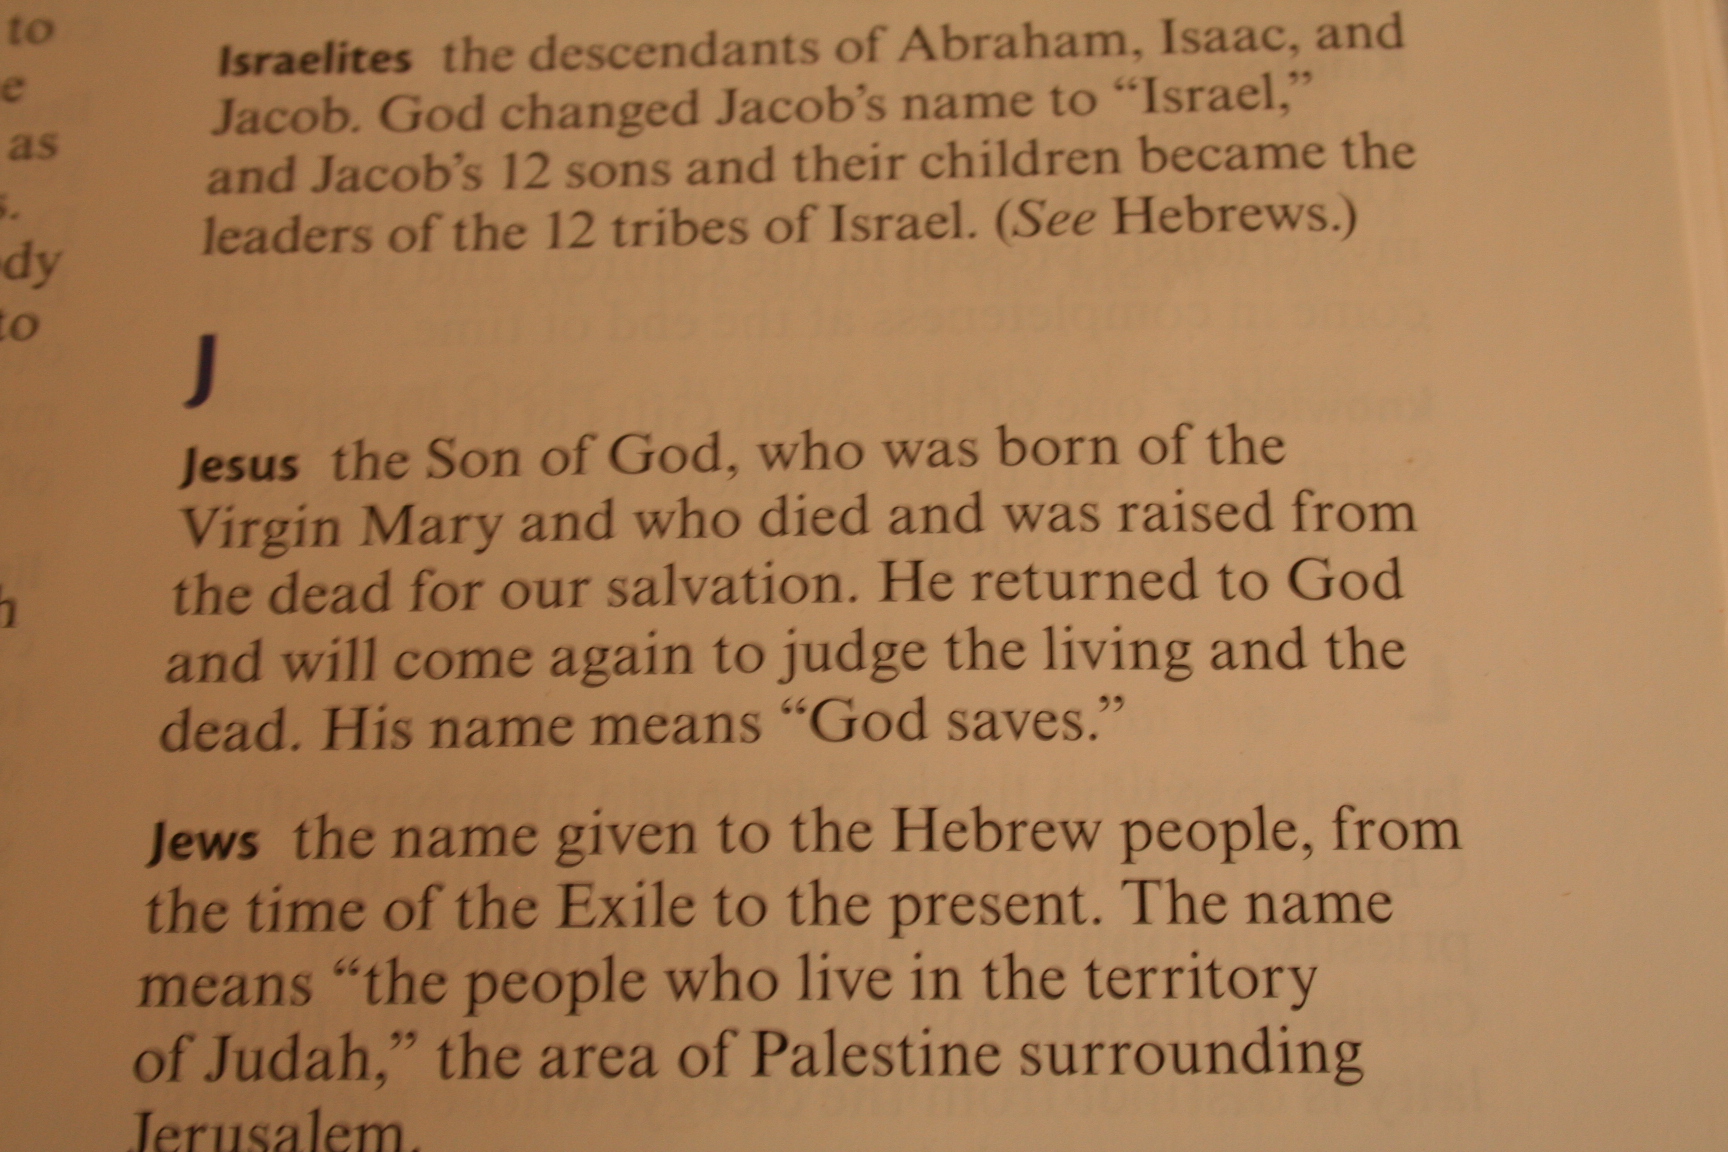 to
e
as
s.
dy
to
h
Israelites the descendants of Abraham, Isaac, and
Jacob. God changed Jacob’s name to “Israel,”
and Jacob’s 12 sons and their children became the
leaders of the 12 tribes of Israel. (See Hebrews.)
J
Jesus the Son of God, who was born of the
Virgin Mary and who died and was raised from
the dead for our salvation. He returned to God
and will come again to judge the living and the
dead. His name means “God saves.”
Jews the name given to the Hebrew people, from
the time of the Exile to the present. The name
means “the people who live in the territory
of Judah,” the area of Palestine surrounding
Jerusalem.